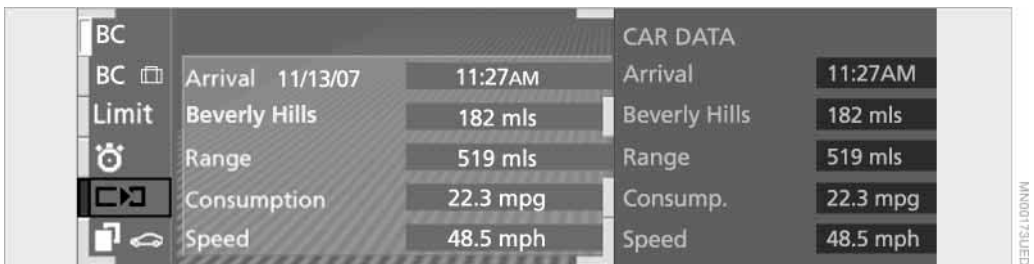 BC
BC
Limit
Arrival 11/13/07 11:27AM
Beverly Hills 182 mls
Range 519 mls
Consumption 22.3 mpg
Speed 48.5 mph
CAR DATA
Arrival 11:27AM
Beverly Hills 182 mls
Range 519 mls
Consump. 22.3 mpg
Speed 48.5 mph
MN00173UED